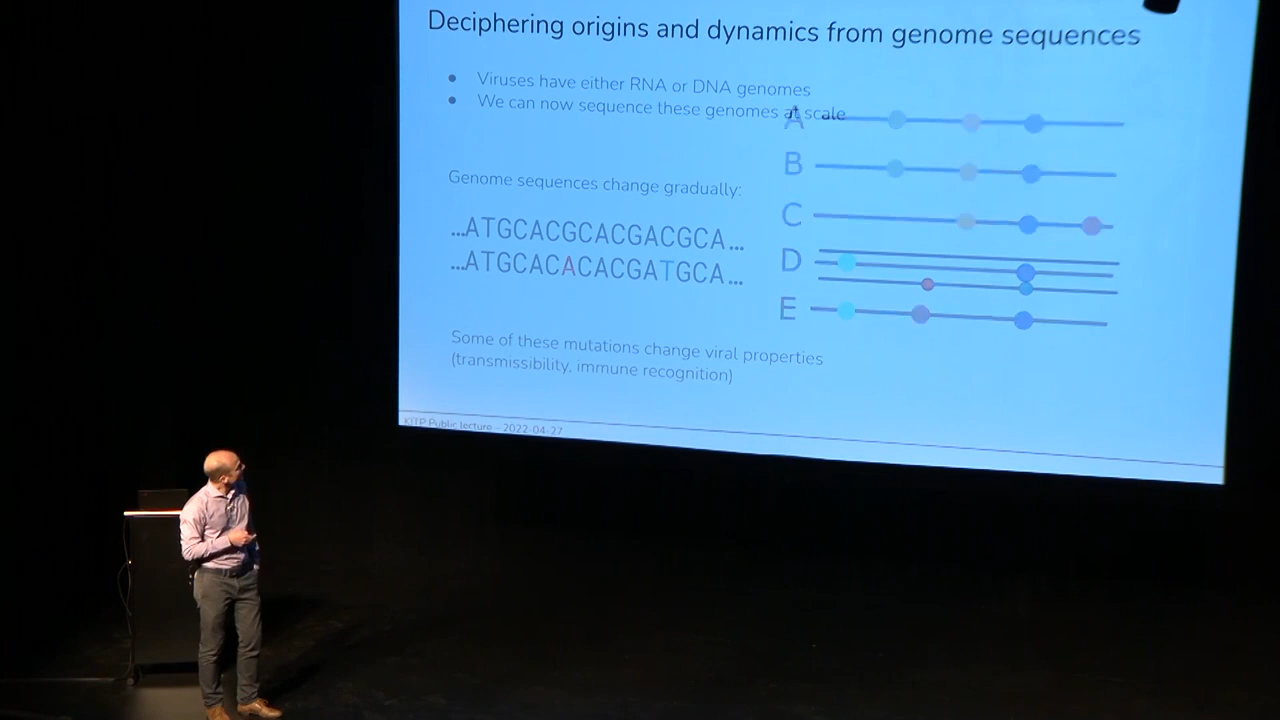 Deciphering origins and dynamics from genome sequences
• Viruses have either RNA or DNA genomes
• We can now sequence these genomes at scale
Genome sequences change gradually:
...ATGCACGCACGACGCA...
...ATGCACACACGATGCA...
Some of these mutations change viral properties
(transmissibility, immune recognition)
A
B
C
D
E
KITP Public lecture - 2022-04-27